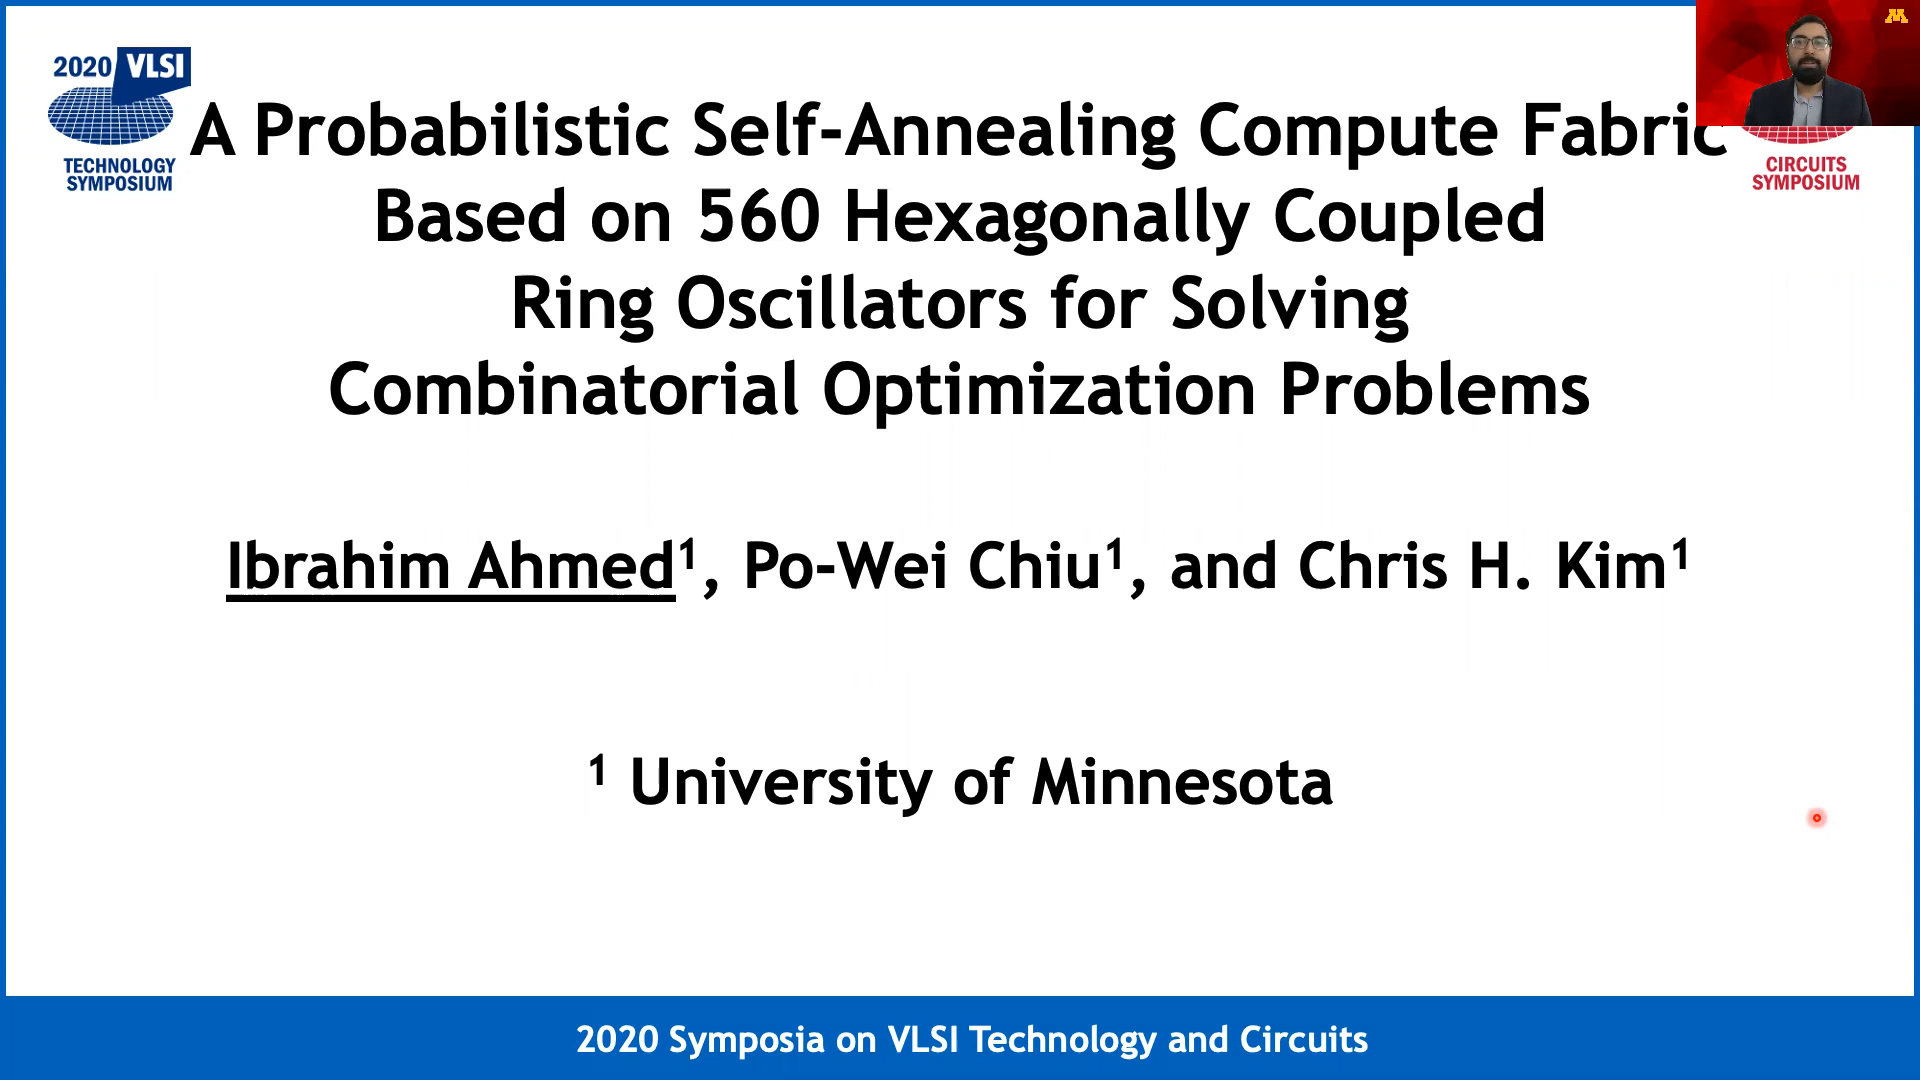 2020 VLSI
TECHNOLOGY
SYMPOSIUM
CIRCUITS
SYMPOSIUM
A Probabilistic Self-Annealing Compute Fabric
Based on 560 Hexagonally Coupled
Ring Oscillators for Solving
Combinatorial Optimization Problems
Ibrahim Ahmed¹, Po-Wei Chiu¹, and Chris H. Kim¹
¹ University of Minnesota
2020 Symposia on VLSI Technology and Circuits